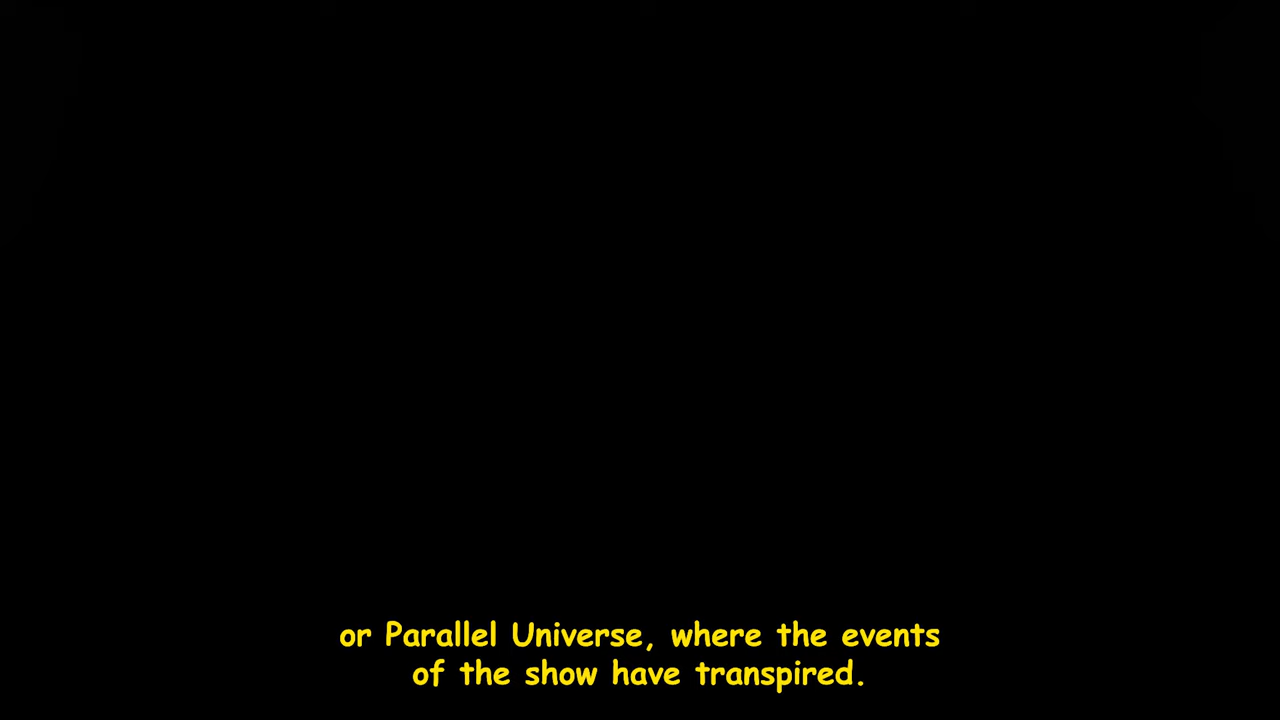 or Parallel Universe, where the events
of the show have transpired.